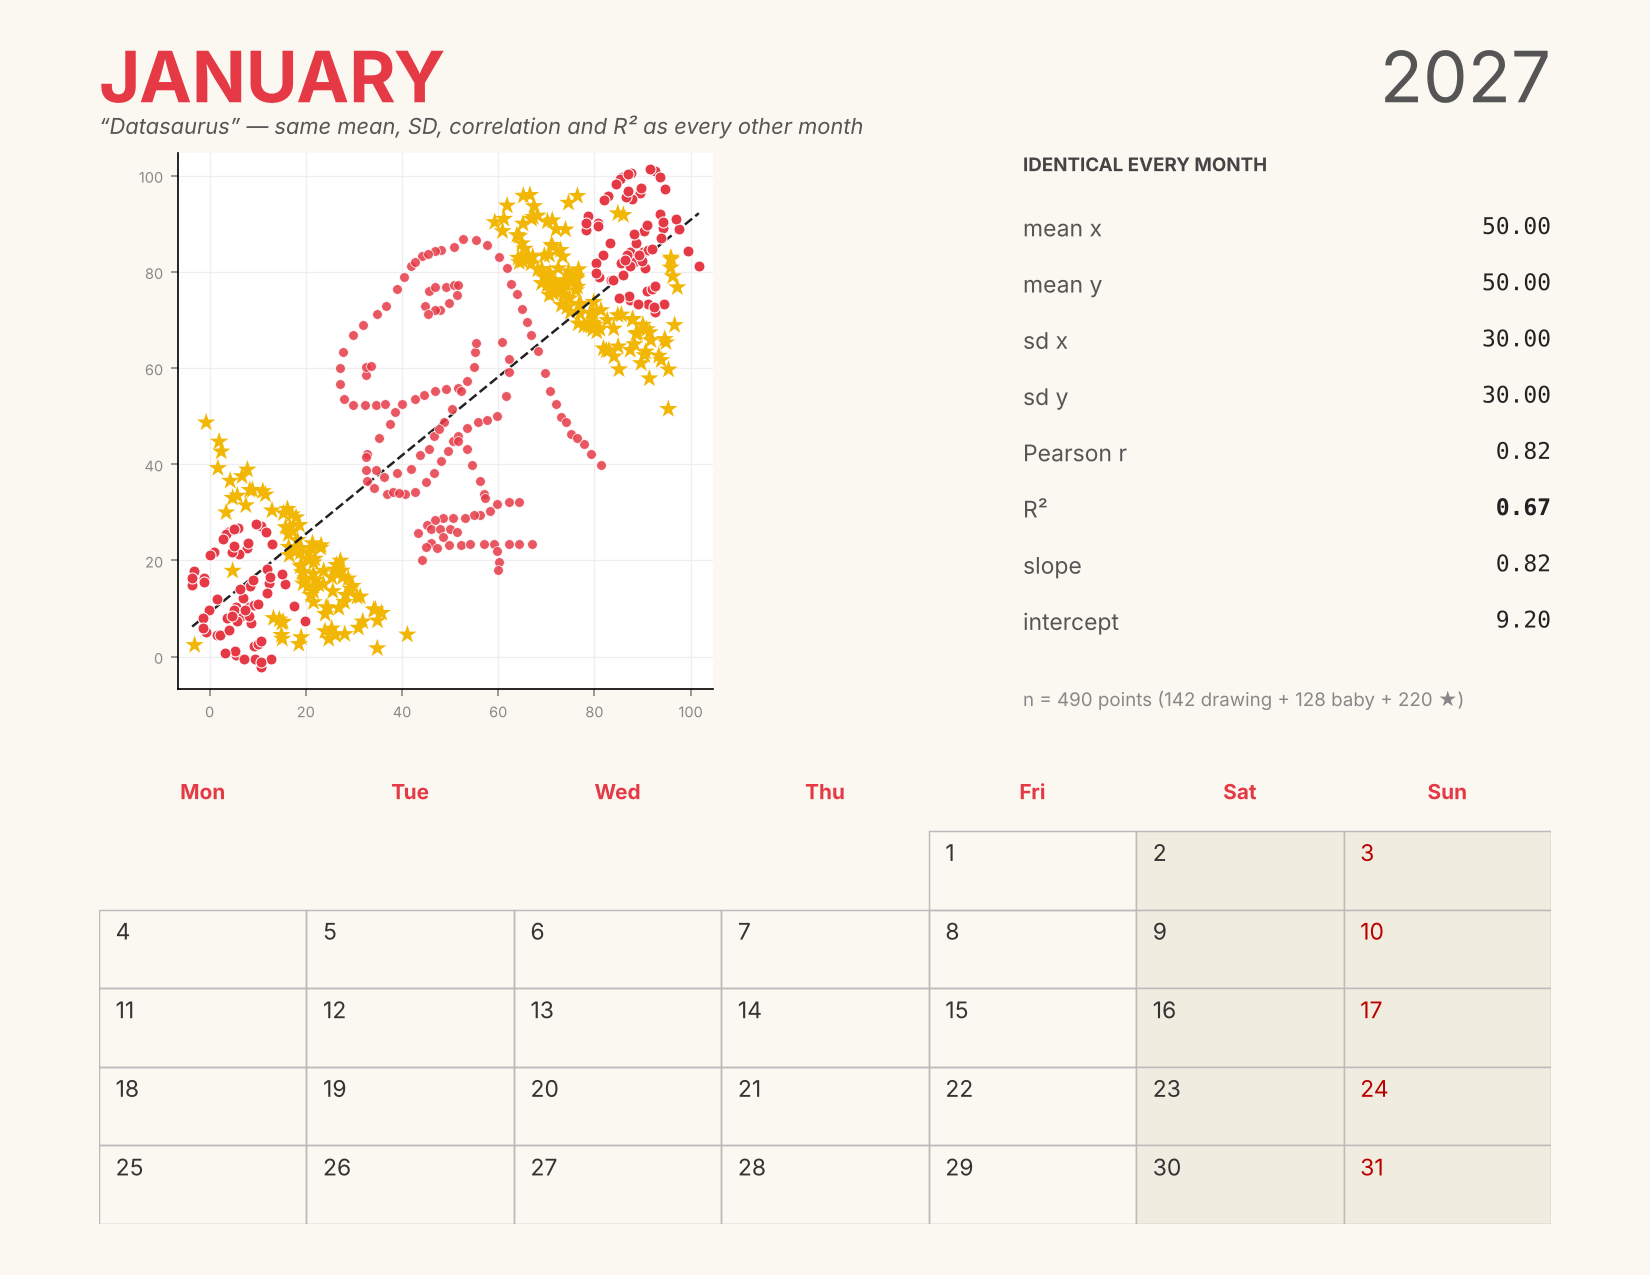 JANUARY
2027
“Datasaurus” — same mean, SD, correlation and R² as every other month
100
80
60
40
20
0
0 20 40 60 80 100
IDENTICAL EVERY MONTH
mean x 50.00
mean y 50.00
sd x 30.00
sd y 30.00
Pearson r 0.82
R² 0.67
slope 0.82
intercept 9.20
n = 490 points (142 drawing + 128 baby + 220 ★)
Mon Tue Wed Thu Fri Sat Sun
1 2 3
4 5 6 7 8 9 10
11 12 13 14 15 16 17
18 19 20 21 22 23 24
25 26 27 28 29 30 31